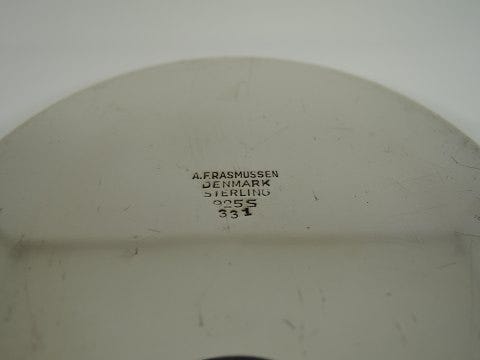 A.F.RASMUSSEN
DENMARK
STERLING
925S
331